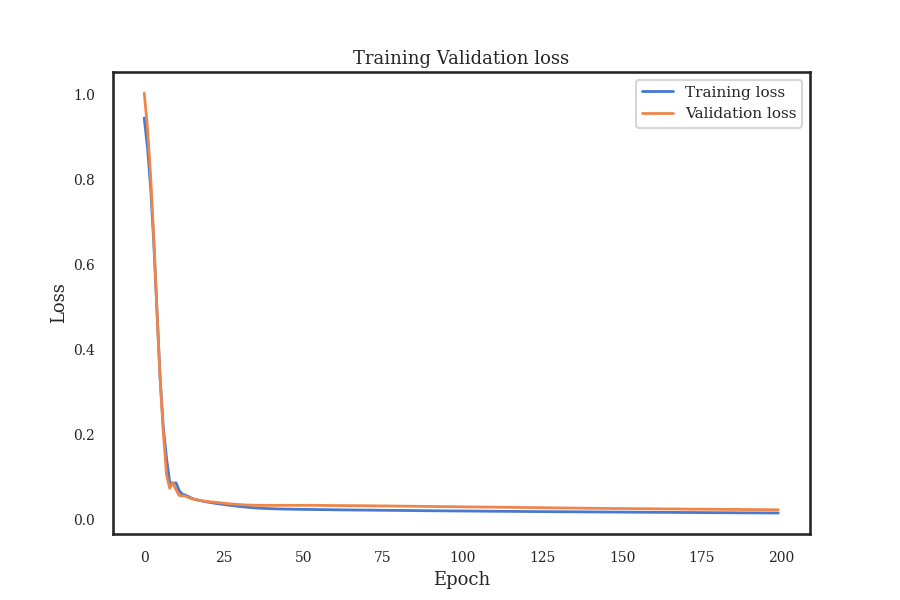 Training Validation loss
Training loss
Validation loss
1.0
0.8
0.6
0.4
0.2
0.0
Loss
0 25 50 75 100 125 150 175 200
Epoch